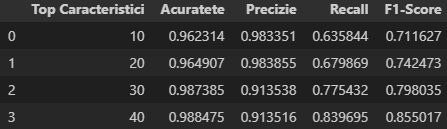 Top Caracteristici Acuratete Precizie Recall F1-Score
0 10 0.962314 0.983351 0.635844 0.711627
1 20 0.964907 0.983855 0.679869 0.742473
2 30 0.987385 0.913538 0.775432 0.798035
3 40 0.988475 0.913516 0.839695 0.855017